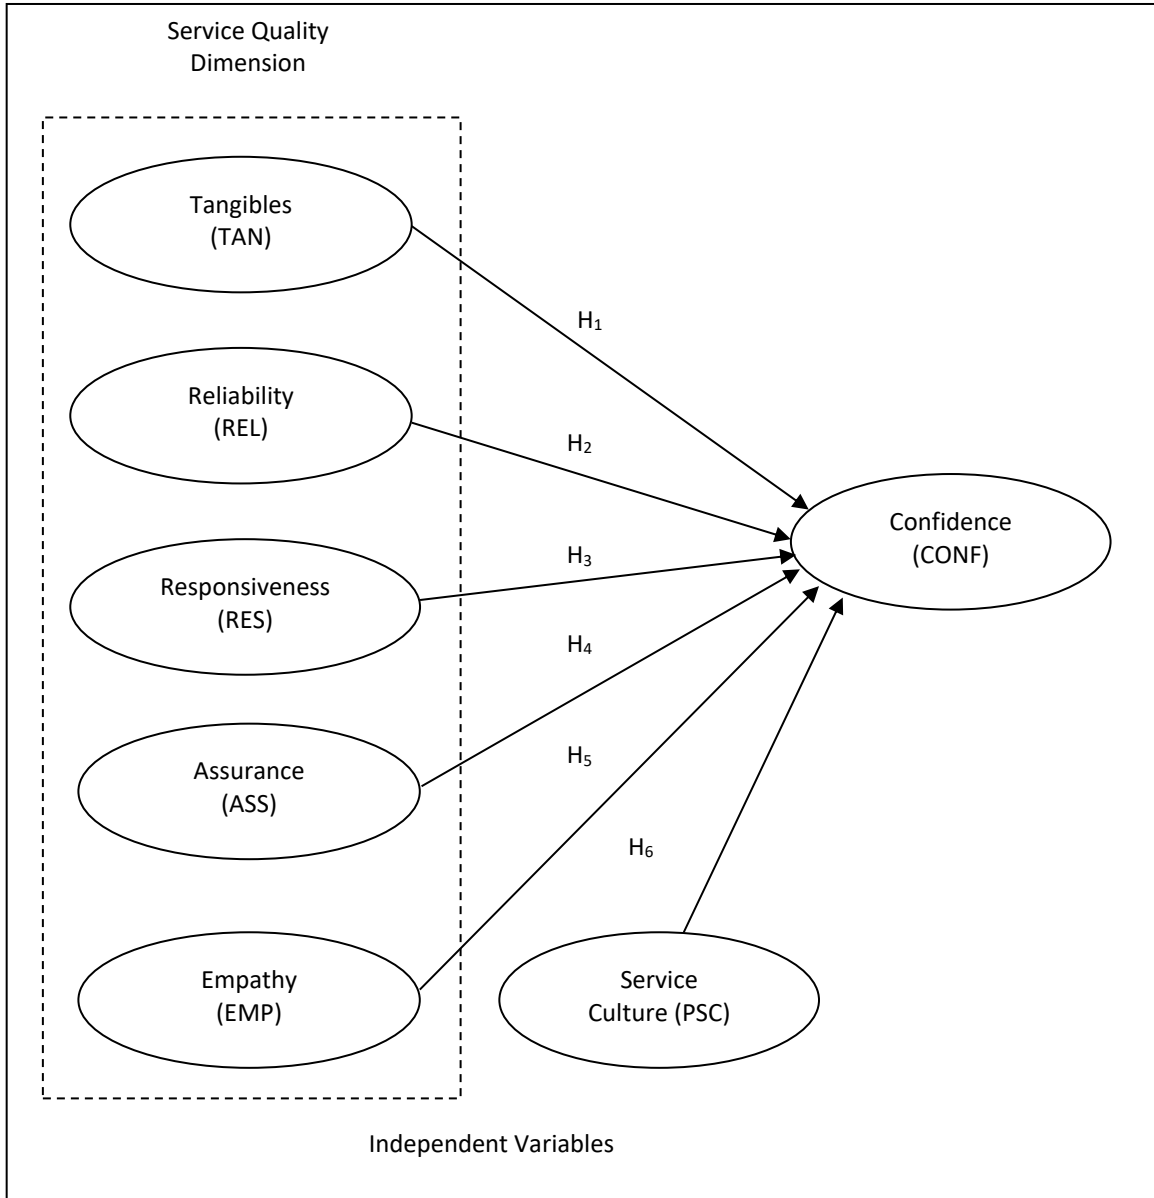 Service Quality
Dimension
Tangibles
(TAN)
H₁
Reliability
(REL)
H₂
Confidence
(CONF)
Responsiveness
(RES)
H₃
H₄
Assurance
(ASS)
H₅
H₆
Empathy
(EMP)
Service
Culture (PSC)
Independent Variables